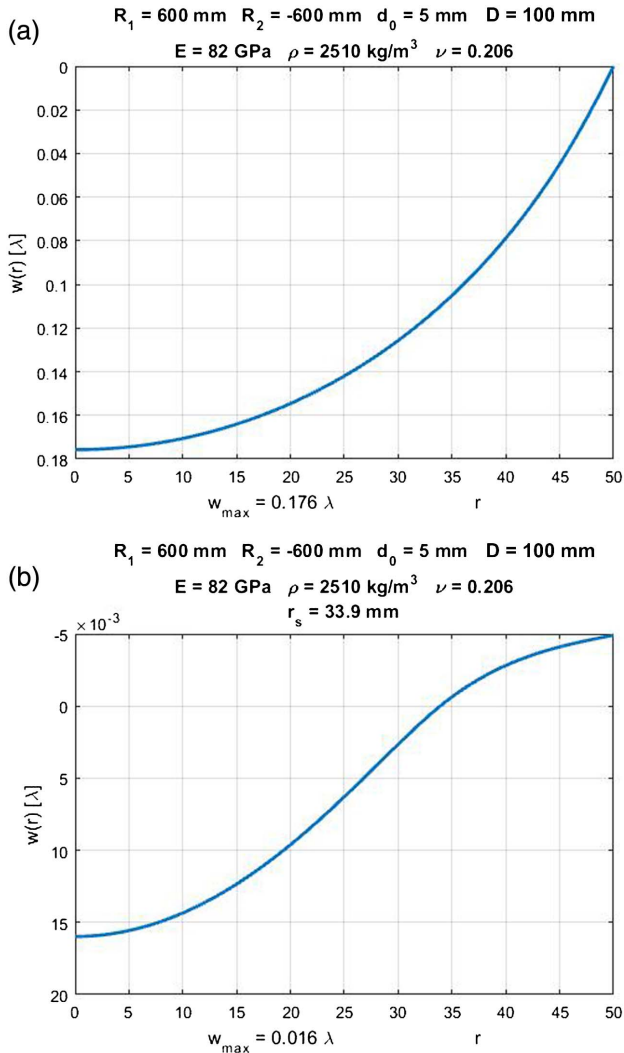 (a)
R1 = 600 mm R2 = -600 mm d0 = 5 mm D = 100 mm
E = 82 GPa ρ = 2510 kg/m³ ν = 0.206
0
0.02
0.04
0.06
0.08
0.1
0.12
0.14
0.16
0.18
w(r) [λ]
0 5 10 15 20 25 30 35 40 45 50
wmax = 0.176 λ r
(b)
R1 = 600 mm R2 = -600 mm d0 = 5 mm D = 100 mm
E = 82 GPa ρ = 2510 kg/m³ ν = 0.206
rs = 33.9 mm
× 10⁻³
-5
0
5
10
15
20
w(r) [λ]
0 5 10 15 20 25 30 35 40 45 50
wmax = 0.016 λ r